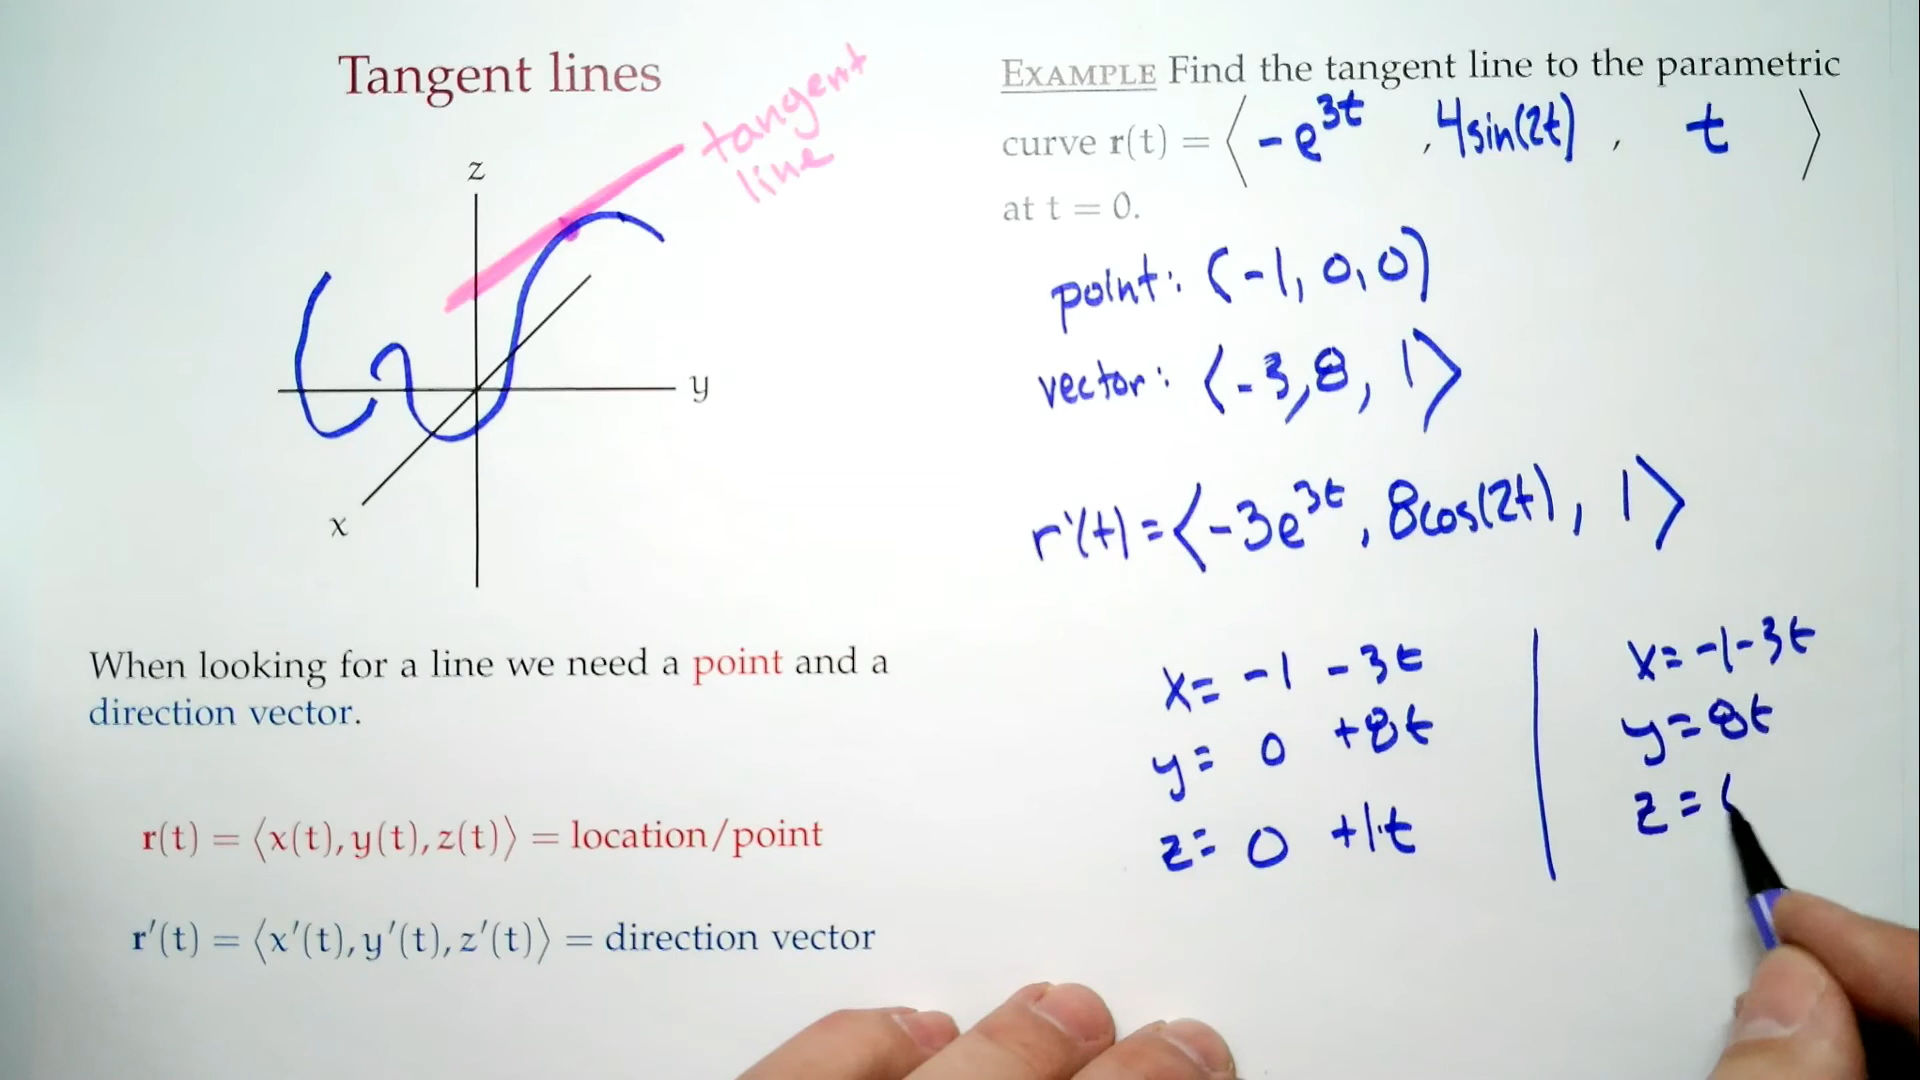 Tangent lines
tangent
line
z
y
x
When looking for a line we need a point and a
direction vector.
r(t) = ⟨x(t), y(t), z(t)⟩ = location/point
r′(t) = ⟨x′(t), y′(t), z′(t)⟩ = direction vector
EXAMPLE Find the tangent line to the parametric
curve r(t) = ⟨ -e^{3t} , 4sin(2t) , t ⟩
at t = 0.
point: (-1, 0, 0)
vector: ⟨-3, 8, 1⟩
r'(t) = ⟨-3e^{3t}, 8cos(2t), 1⟩
x= -1 -3t
y= 0 +8t
z= 0 +1·t
x= -1-3t
y= 8t
z =